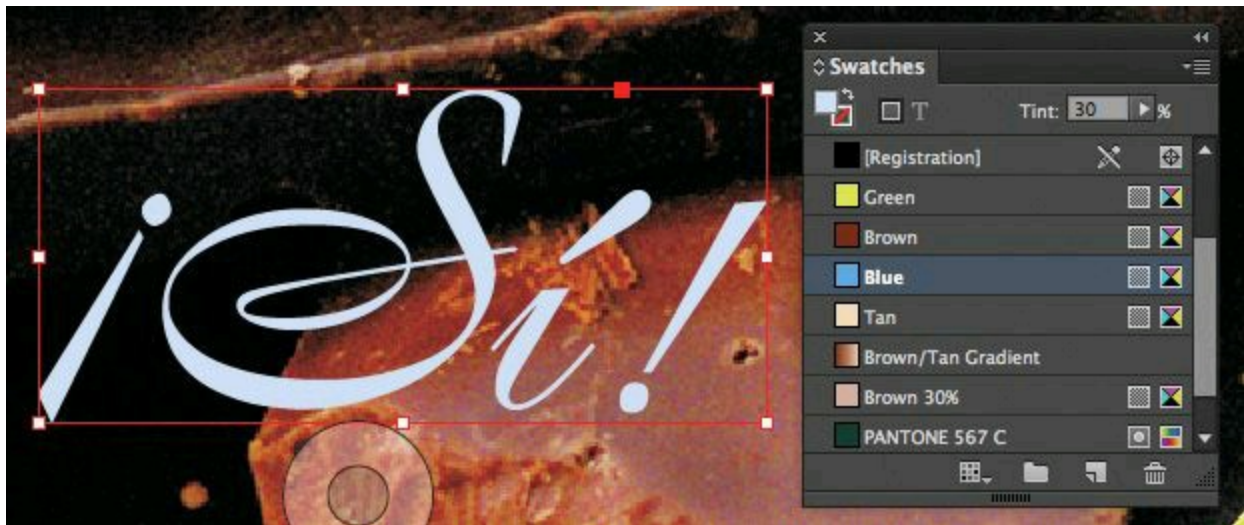 ¡Sí!
Swatches
T Tint: 30 %
[Registration]
Green
Brown
Blue
Tan
Brown/Tan Gradient
Brown 30%
PANTONE 567 C